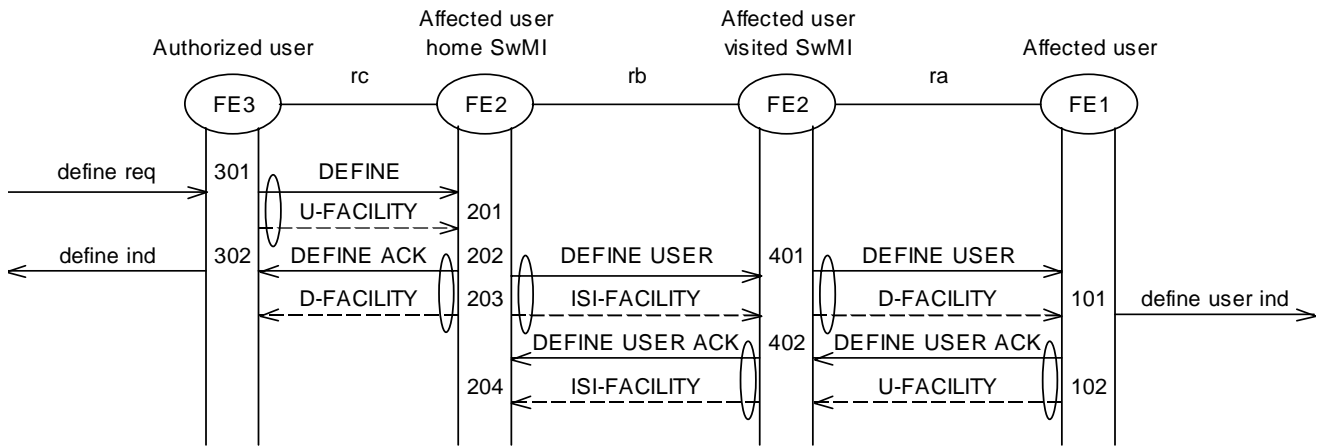 Authorized user
Affected user
home SwMI
Affected user
visited SwMI
Affected user
rc
rb
ra
FE3
FE2
FE2
FE1
define req
301
DEFINE
U-FACILITY
201
define ind
302
DEFINE ACK
202
DEFINE USER
401
DEFINE USER
D-FACILITY
203
ISI-FACILITY
D-FACILITY
101
define user ind
DEFINE USER ACK
402
DEFINE USER ACK
204
ISI-FACILITY
U-FACILITY
102